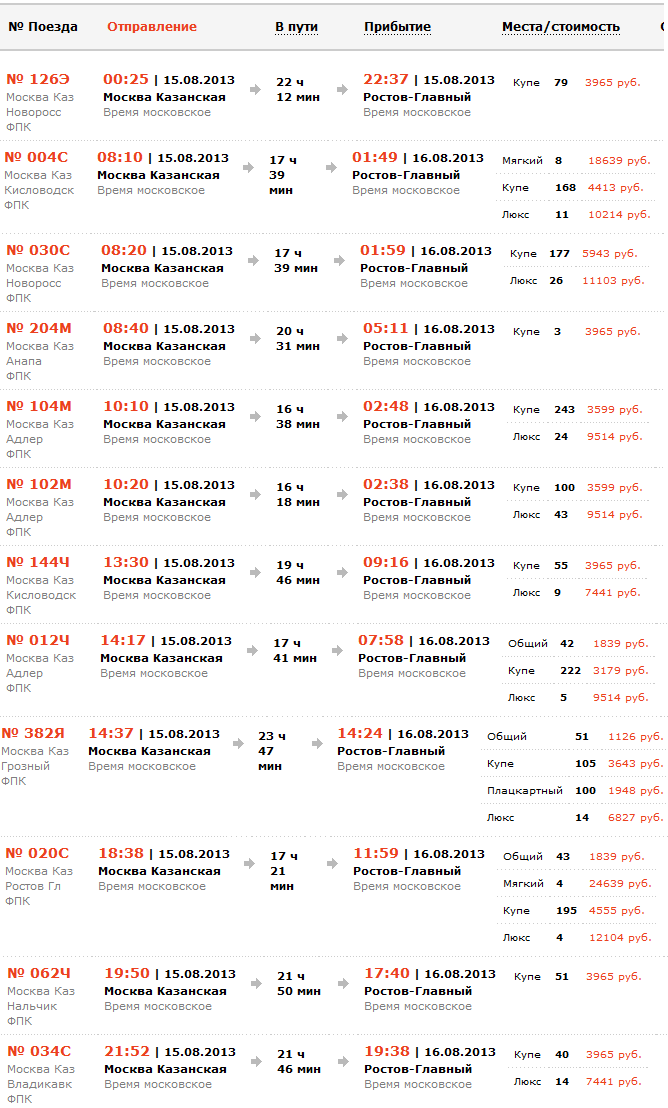 № Поезда Отправление В пути Прибытие Места/стоимость
№ 126Э 00:25 | 15.08.2013 22 ч 22:37 | 15.08.2013 Купе 79 3965 руб.
Москва Каз Москва Казанская 12 мин Ростов-Главный
Новоросс Время московское Время московское
ФПК
№ 004С 08:10 | 15.08.2013 17 ч 01:49 | 16.08.2013 Мягкий 8 18639 руб.
Москва Каз Москва Казанская 39 Ростов-Главный Купе 168 4413 руб.
Кисловодск Время московское мин Время московское
ФПК Люкс 11 10214 руб.
№ 030С 08:20 | 15.08.2013 17 ч 01:59 | 16.08.2013 Купе 177 5943 руб.
Москва Каз Москва Казанская 39 мин Ростов-Главный
Новоросс Время московское Время московское Люкс 26 11103 руб.
ФПК
№ 204М 08:40 | 15.08.2013 20 ч 05:11 | 16.08.2013 Купе 3 3965 руб.
Москва Каз Москва Казанская 31 мин Ростов-Главный
Анапа Время московское Время московское
ФПК
№ 104М 10:10 | 15.08.2013 16 ч 02:48 | 16.08.2013 Купе 243 3599 руб.
Москва Каз Москва Казанская 38 мин Ростов-Главный
Адлер Время московское Время московское Люкс 24 9514 руб.
ФПК
№ 102М 10:20 | 15.08.2013 16 ч 02:38 | 16.08.2013 Купе 100 3599 руб.
Москва Каз Москва Казанская 18 мин Ростов-Главный
Адлер Время московское Время московское Люкс 43 9514 руб.
ФПК
№ 144Ч 13:30 | 15.08.2013 19 ч 09:16 | 16.08.2013 Купе 55 3965 руб.
Москва Каз Москва Казанская 46 мин Ростов-Главный
Кисловодск Время московское Время московское Люкс 9 7441 руб.
ФПК
№ 012Ч 14:17 | 15.08.2013 17 ч 07:58 | 16.08.2013 Общий 42 1839 руб.
Москва Каз Москва Казанская 41 мин Ростов-Главный Купе 222 3179 руб.
Адлер Время московское Время московское
ФПК Люкс 5 9514 руб.
№ 382Я 14:37 | 15.08.2013 23 ч 14:24 | 16.08.2013 Общий 51 1126 руб.
Москва Каз Москва Казанская 47 Ростов-Главный Купе 105 3643 руб.
Грозный Время московское мин Время московское
ФПК Плацкартный 100 1948 руб.
Люкс 14 6827 руб.
№ 020С 18:38 | 15.08.2013 17 ч 11:59 | 16.08.2013 Общий 43 1839 руб.
Москва Каз Москва Казанская 21 Ростов-Главный Мягкий 4 24639 руб.
Ростов Гл Время московское мин Время московское
ФПК Купе 195 4555 руб.
Люкс 4 12104 руб.
№ 062Ч 19:50 | 15.08.2013 21 ч 17:40 | 16.08.2013 Купе 51 3965 руб.
Москва Каз Москва Казанская 50 мин Ростов-Главный
Нальчик Время московское Время московское
ФПК
№ 034С 21:52 | 15.08.2013 21 ч 19:38 | 16.08.2013 Купе 40 3965 руб.
Москва Каз Москва Казанская 46 мин Ростов-Главный
Владикавк Время московское Время московское Люкс 14 7441 руб.
ФПК